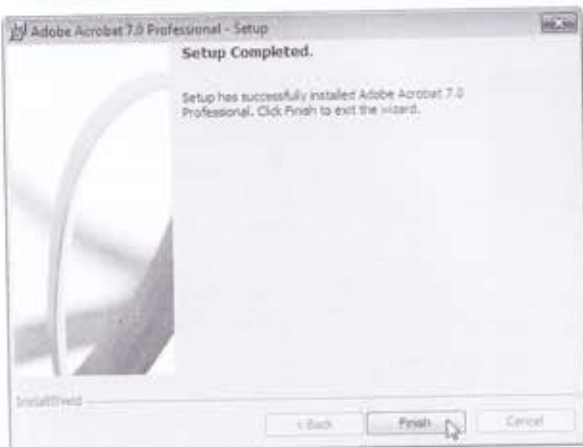 Adobe Acrobat 7.0 Professional - Setup
Setup Completed.
Setup has successfully installed Adobe Acrobat 7.0
Professional. Click Finish to exit the wizard.
InstallShield
< Back
Finish
Cancel